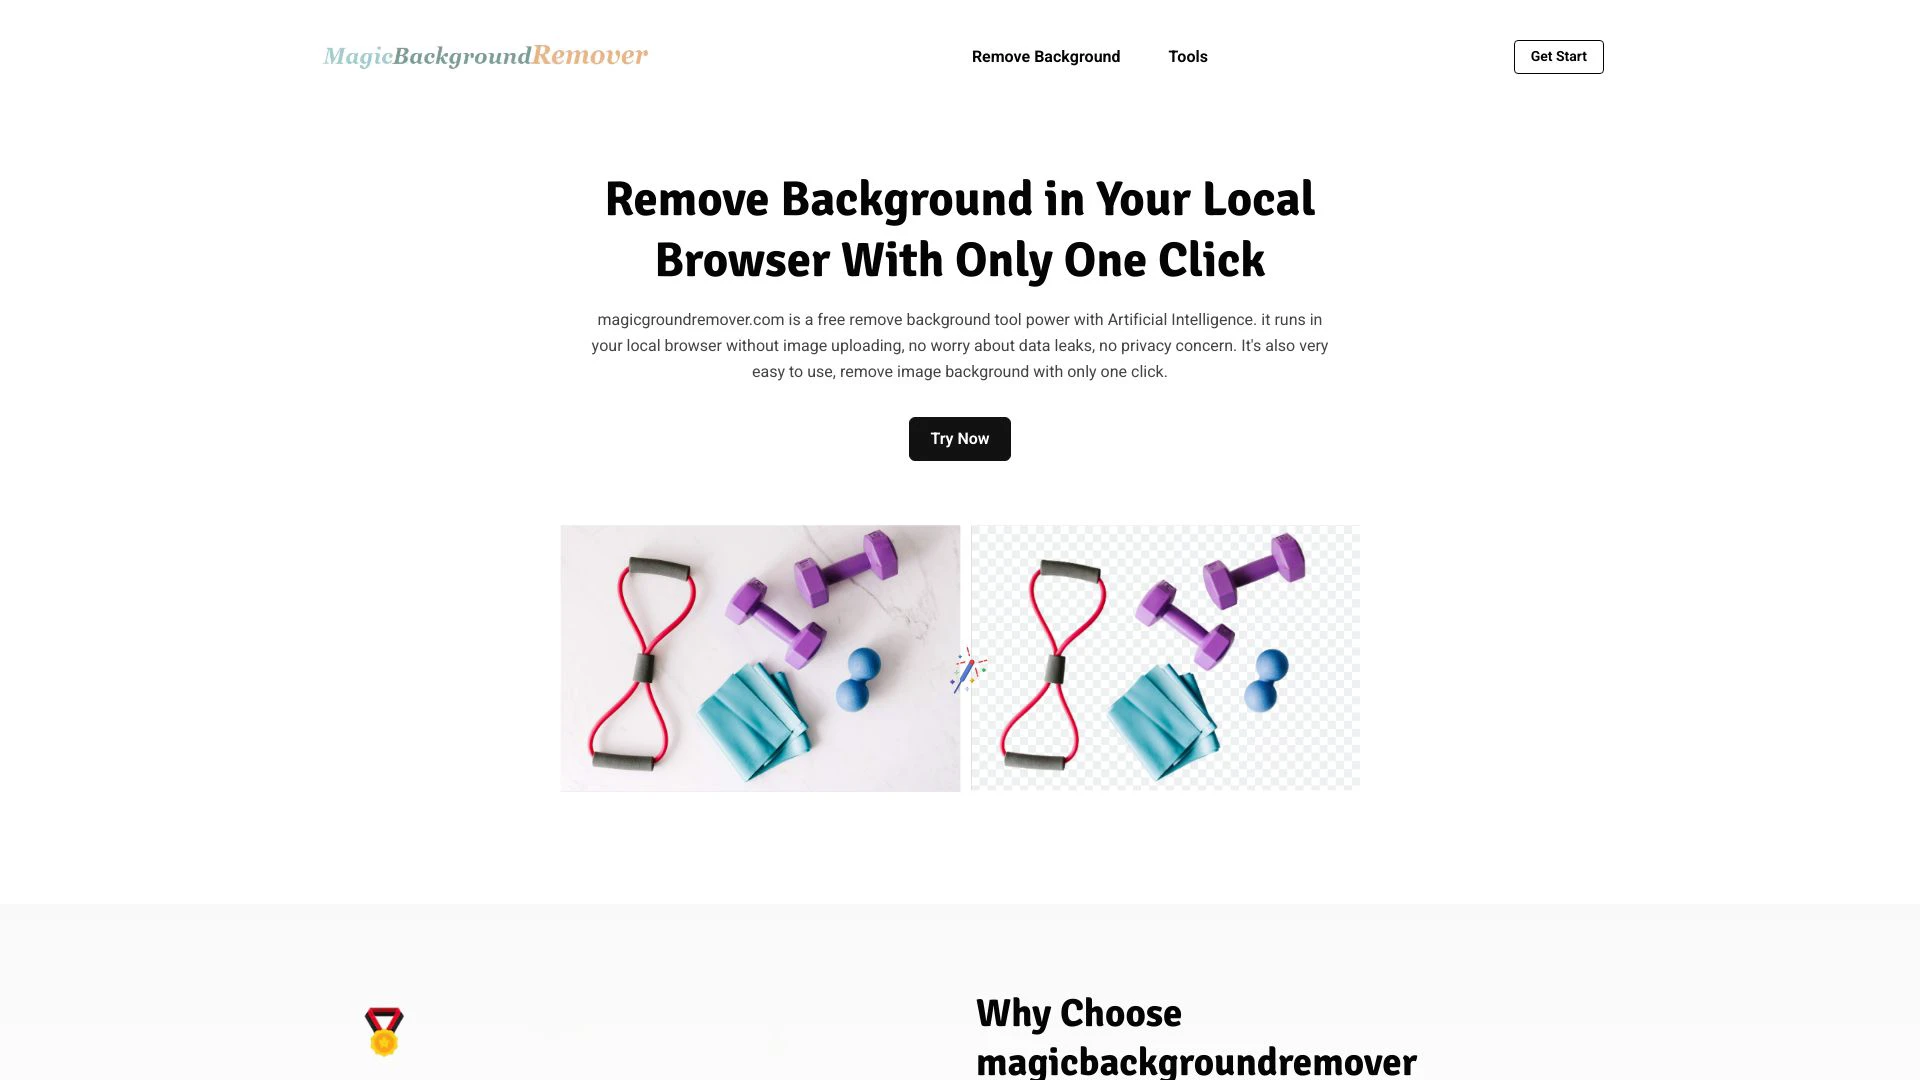 MagicBackgroundRemover
Remove Background
Tools
Get Start
Remove Background in Your Local
Browser With Only One Click
magicgroundremover.com is a free remove background tool power with Artificial Intelligence. it runs in
your local browser without image uploading, no worry about data leaks, no privacy concern. It's also very
easy to use, remove image background with only one click.
Try Now
Why Choose
magicbackgroundremover